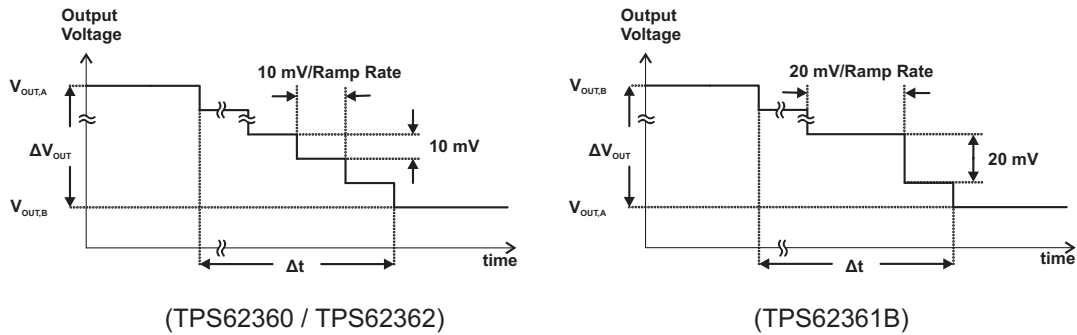 Output
Voltage
10 mV/Ramp Rate
V_OUT,A
10 mV
ΔV_OUT
V_OUT,B
time
Δt
(TPS62360 / TPS62362)
Output
Voltage
20 mV/Ramp Rate
V_OUT,B
20 mV
ΔV_OUT
V_OUT,A
time
Δt
(TPS62361B)